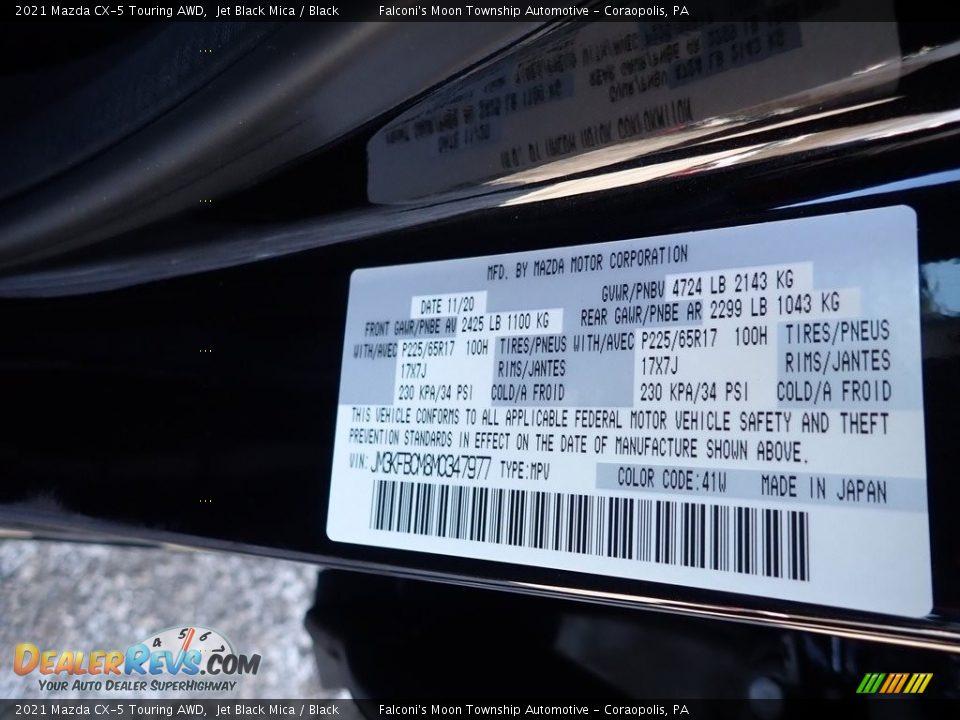 2021 Mazda CX-5 Touring AWD, Jet Black Mica / Black Falconi's Moon Township Automotive - Coraopolis, PA
MFD. BY MAZDA MOTOR CORPORATION
DATE 11/20 GVWR/PNBV 4724 LB 2143 KG
FRONT GAWR/PNBE AV 2425 LB 1100 KG REAR GAWR/PNBE AR 2299 LB 1043 KG
WITH/AVEC P225/65R17 100H TIRES/PNEUS WITH/AVEC P225/65R17 100H TIRES/PNEUS
17X7J RIMS/JANTES 17X7J RIMS/JANTES
230 KPA/34 PSI COLD/A FROID 230 KPA/34 PSI COLD/A FROID
THIS VEHICLE CONFORMS TO ALL APPLICABLE FEDERAL MOTOR VEHICLE SAFETY AND THEFT
PREVENTION STANDARDS IN EFFECT ON THE DATE OF MANUFACTURE SHOWN ABOVE.
VIN: JM3KFBCM8M0347977 TYPE:MPV COLOR CODE:41W MADE IN JAPAN
4 5 6
DealerRevs.com
Your Auto Dealer SuperHighway
2021 Mazda CX-5 Touring AWD, Jet Black Mica / Black Falconi's Moon Township Automotive - Coraopolis, PA